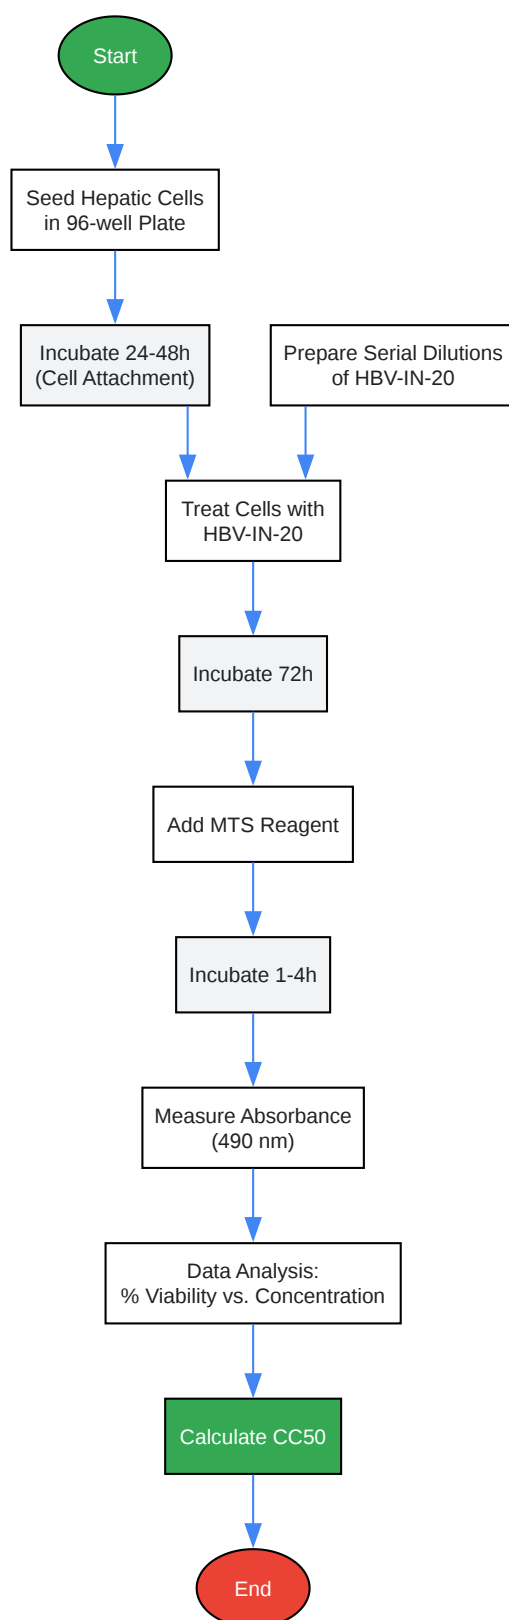 Start
Seed Hepatic Cells
in 96-well Plate
Incubate 24-48h
(Cell Attachment)
Prepare Serial Dilutions
of HBV-IN-20
Treat Cells with
HBV-IN-20
Incubate 72h
Add MTS Reagent
Incubate 1-4h
Measure Absorbance
(490 nm)
Data Analysis:
% Viability vs. Concentration
Calculate CC50
End